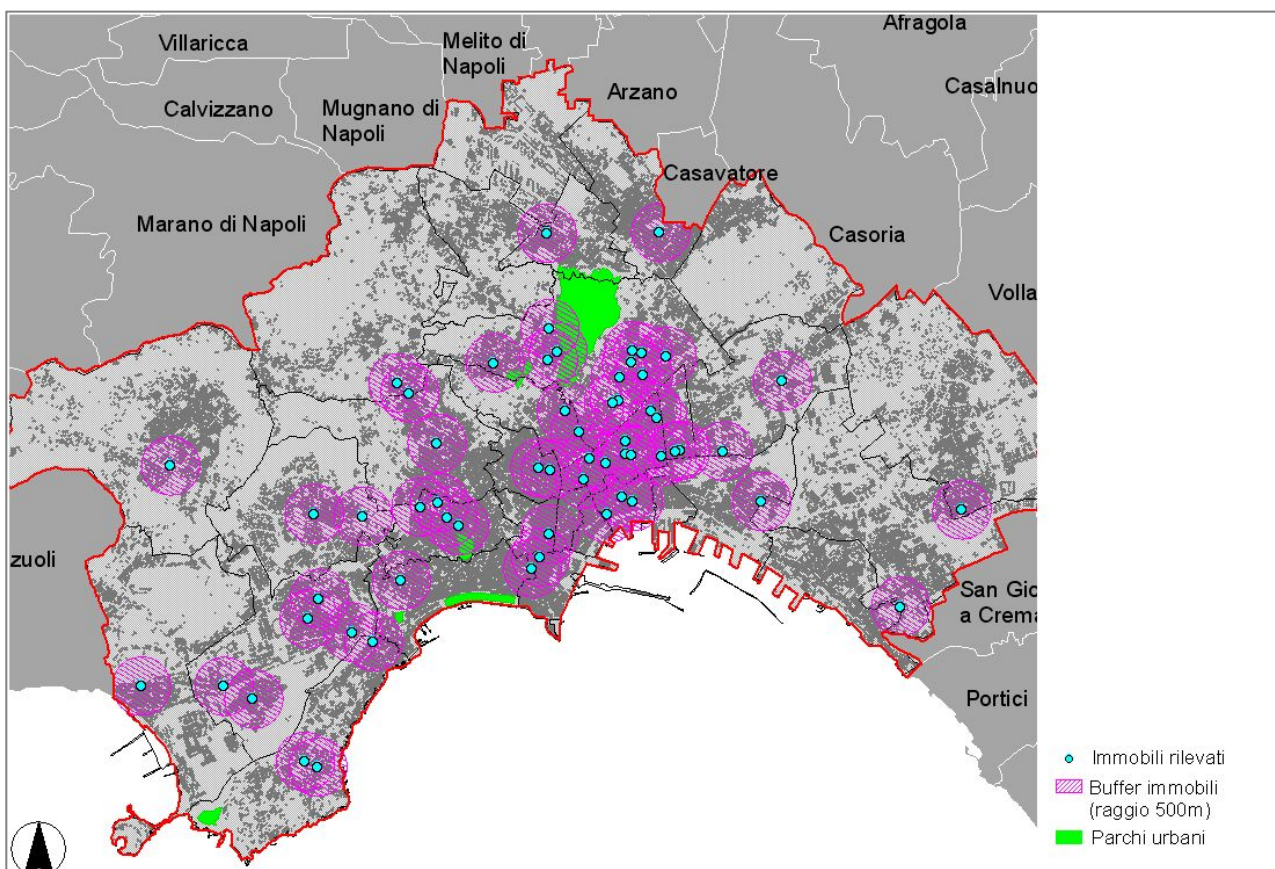 Afragola
Villaricca
Melito di
Napoli
Casalnuo
Arzano
Calvizzano
Mugnano di
Napoli
Casavatore
Marano di Napoli
Casoria
Volla
zuoli
San Gio
a Crema
Portici
Immobili rilevati
Buffer immobili
(raggio 500m)
Parchi urbani